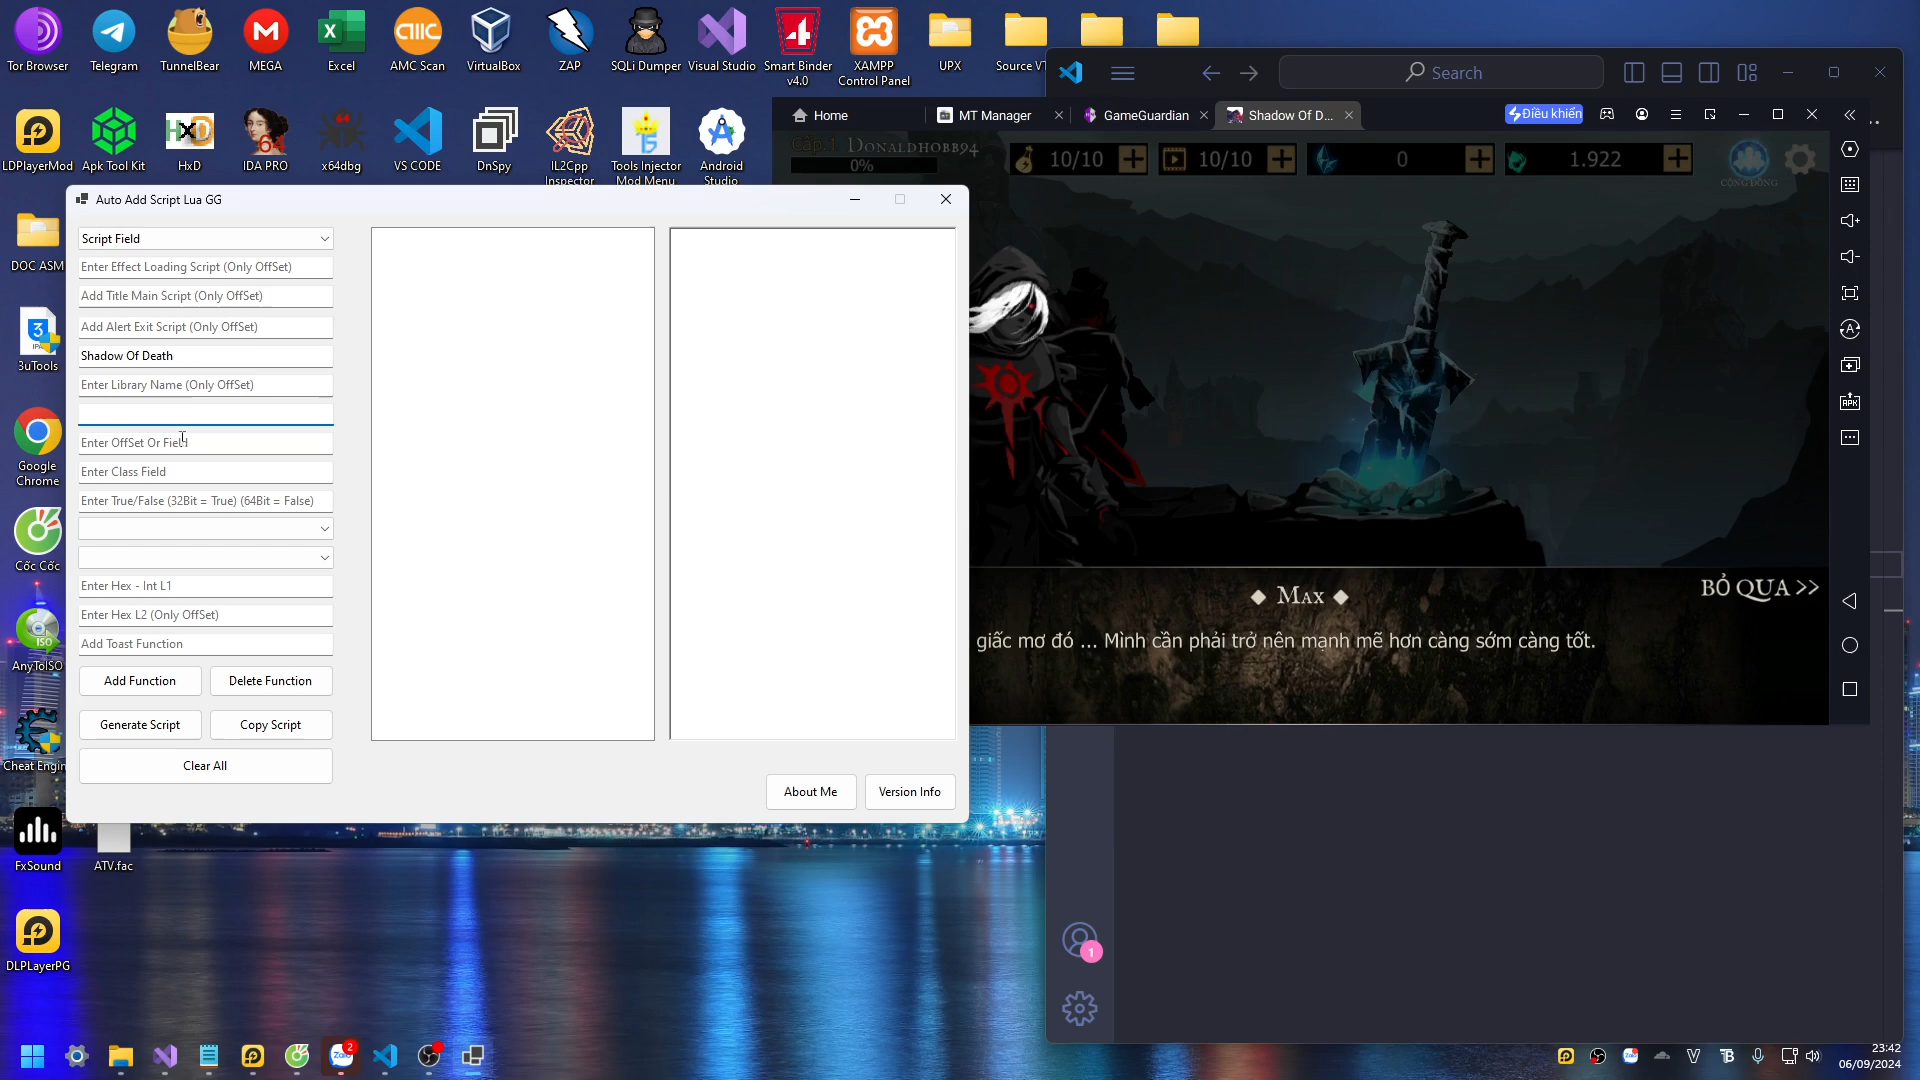 Tor Browser
Telegram
TunnelBear
MEGA
Excel
AMC Scan
VirtualBox
ZAP
SQLi Dumper
Visual Studio
Smart Binder v4.0
XAMPP Control Panel
UPX
Source VT
LDPlayerMod
Apk Tool Kit
HxD
IDA PRO
x64dbg
VS CODE
DnSpy
IL2Cpp Inspector
Tools Injector Mod Menu
Android Studio
DOC ASM
3uTools
Google Chrome
Cốc Cốc
AnyToISO
Cheat Engin
FxSound
ATV.fac
DLPLayerPG
Auto Add Script Lua GG
Script Field
Enter Effect Loading Script (Only OffSet)
Add Title Main Script (Only OffSet)
Add Alert Exit Script (Only OffSet)
Shadow Of Death
Enter Library Name (Only OffSet)
Enter OffSet Or Field
Enter Class Field
Enter True/False (32Bit = True) (64Bit = False)
Enter Hex - Int L1
Enter Hex L2 (Only OffSet)
Add Toast Function
Add Function
Delete Function
Generate Script
Copy Script
Clear All
About Me
Version Info
Search
Home
MT Manager
GameGuardian
Shadow Of D...
Điều khiển
Cấp.1 Donaldhobb94
0%
10/10
10/10
0
1.922
CỘNG ĐỒNG
Max
BỎ QUA >>
giấc mơ đó ... Mình cần phải trở nên mạnh mẽ hơn càng sớm càng tốt.
1
2
23:42
06/09/2024